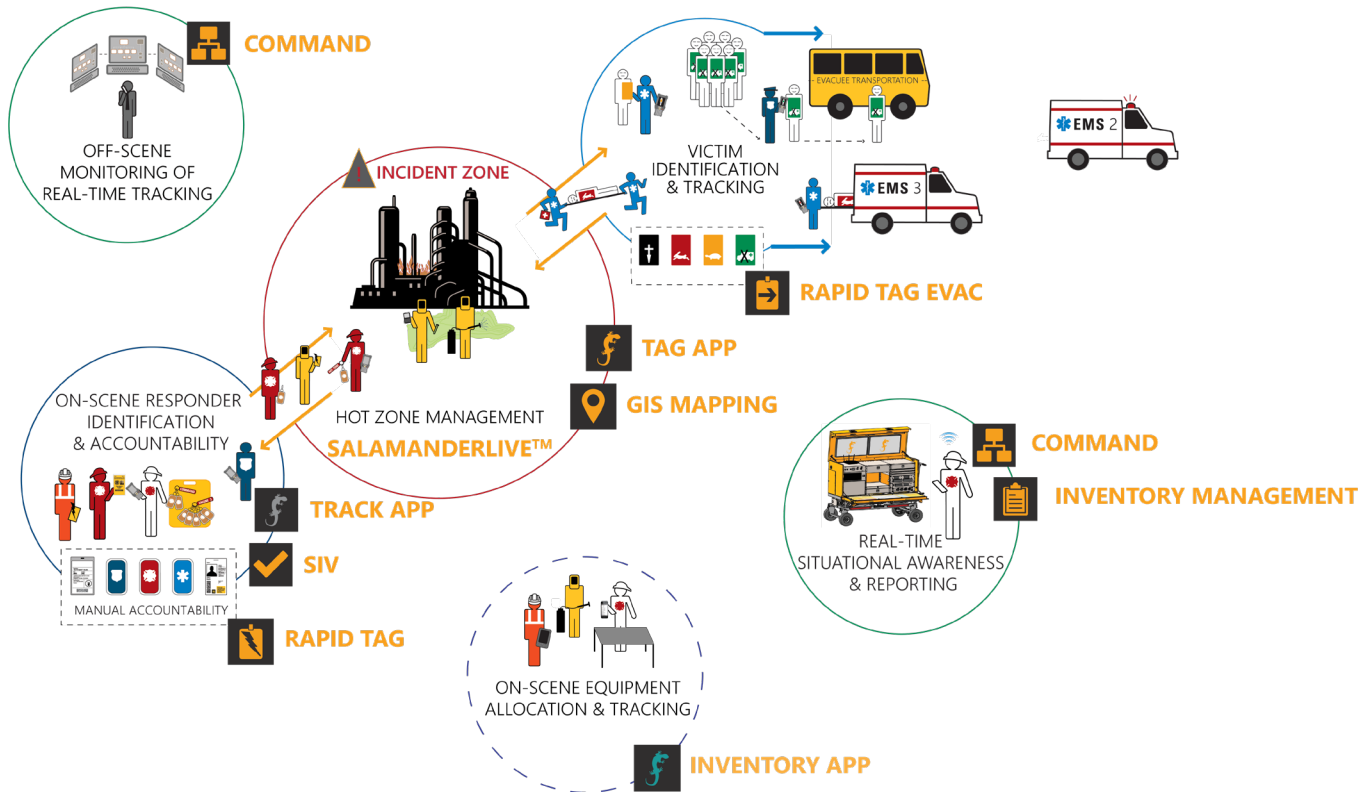 COMMAND
OFF-SCENE
MONITORING OF
REAL-TIME TRACKING
EVACUEE TRANSPORTATION
VICTIM
IDENTIFICATION
& TRACKING
EMS 2
EMS 3
RAPID TAG EVAC
! INCIDENT ZONE
HOT ZONE MANAGEMENT
SALAMANDERLIVE™
TAG APP
GIS MAPPING
ON-SCENE RESPONDER
IDENTIFICATION
& ACCOUNTABILITY
TRACK APP
SIV
MANUAL ACCOUNTABILITY
RAPID TAG
COMMAND
INVENTORY MANAGEMENT
REAL-TIME
SITUATIONAL AWARENESS
& REPORTING
ON-SCENE EQUIPMENT
ALLOCATION & TRACKING
INVENTORY APP